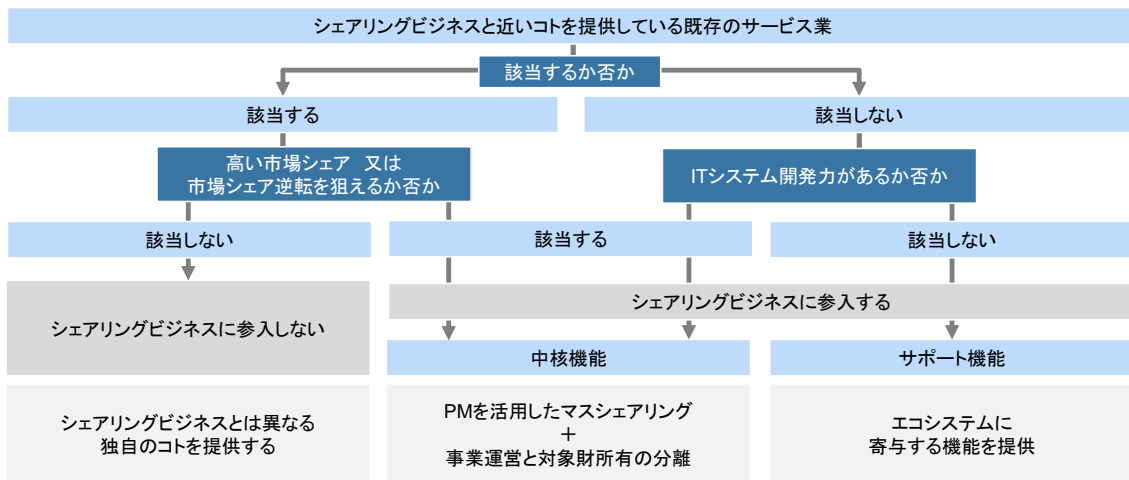 シェアリングビジネスと近いコトを提供している既存のサービス業
該当するか否か
該当する
該当しない
高い市場シェア 又は
市場シェア逆転を狙えるか否か
ITシステム開発力があるか否か
該当しない
該当する
該当しない
シェアリングビジネスに参入しない
シェアリングビジネスに参入する
中核機能
サポート機能
シェアリングビジネスとは異なる
独自のコトを提供する
PMを活用したマスシェアリング
+
事業運営と対象財所有の分離
エコシステムに
寄与する機能を提供